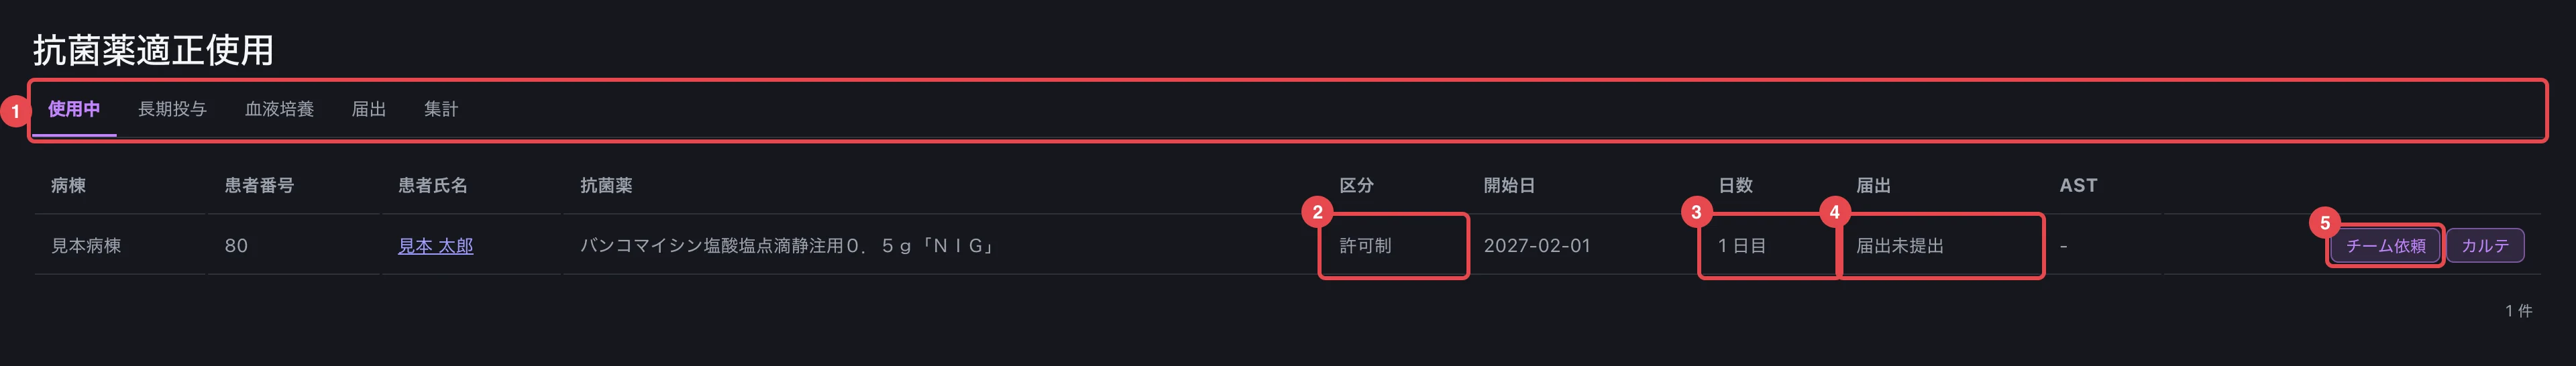 抗菌薬適正使用
1 使用中 長期投与 血液培養 届出 集計
病棟 患者番号 患者氏名 抗菌薬 区分 開始日 日数 届出 AST
2 3 4 5
見本病棟 80 見本 太郎 バンコマイシン塩酸塩点滴静注用０．５ｇ「ＮＩＧ」 許可制 2027-02-01 1 日目 届出未提出 - チーム依頼 カルテ
1 件